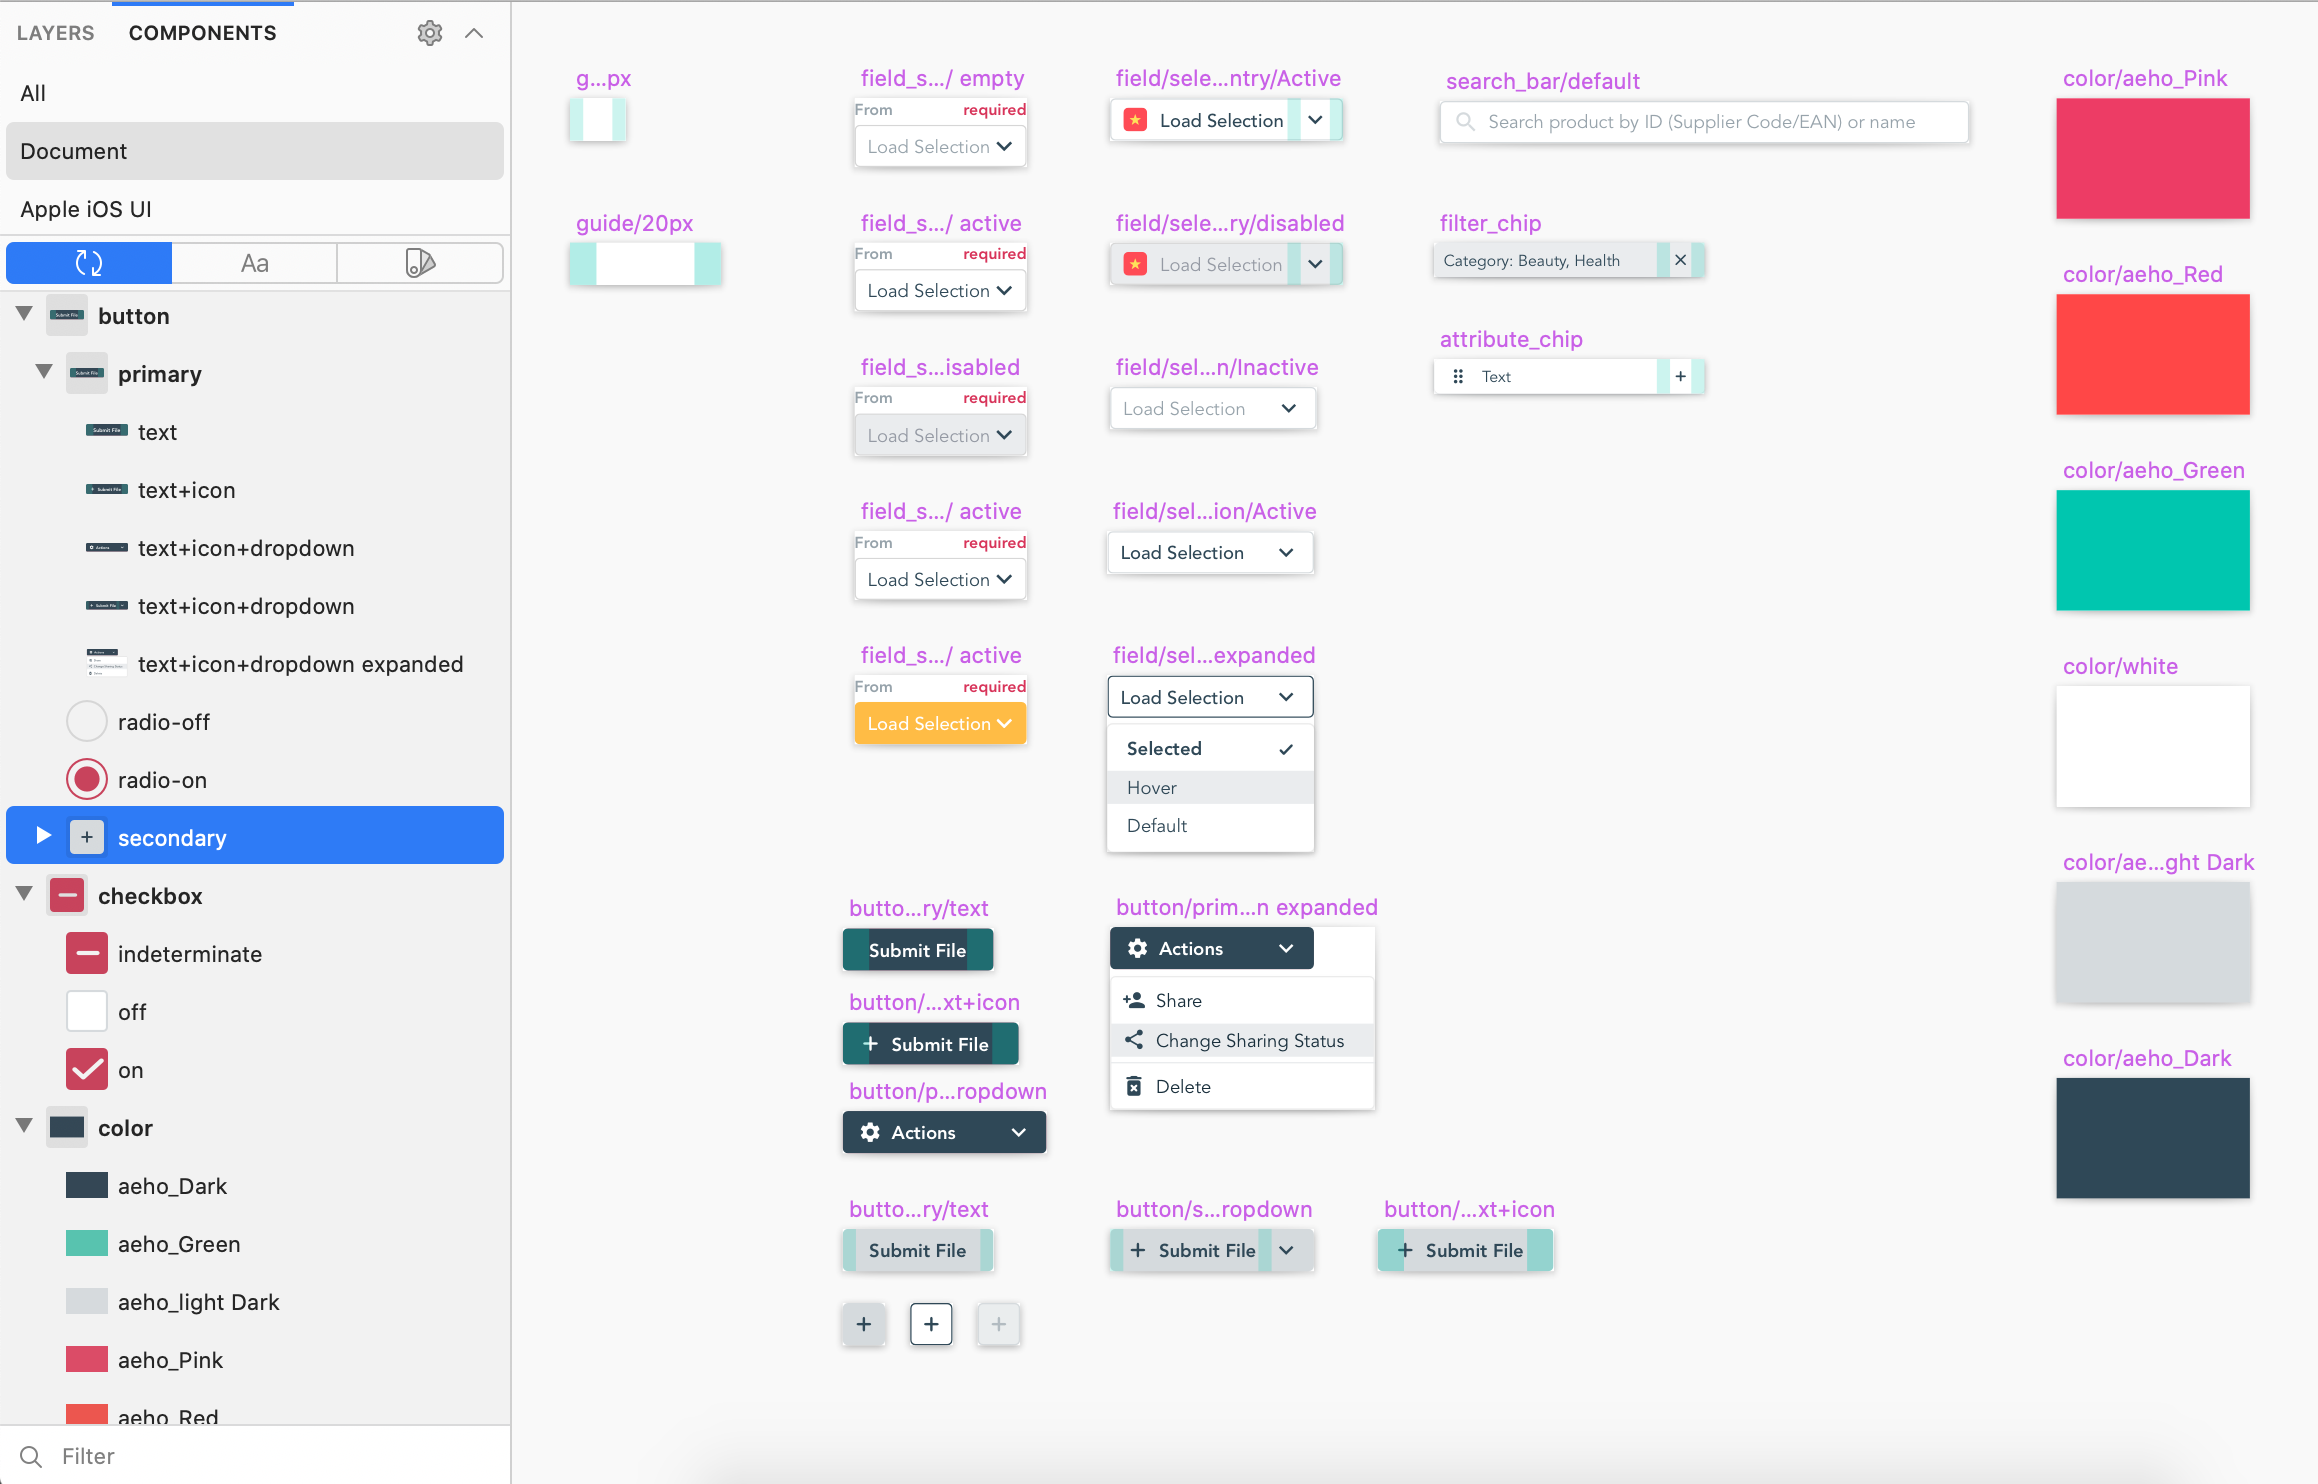 LAYERS
COMPONENTS
All
Document
Apple iOS UI
Aa
button
primary
text
text+icon
text+icon+dropdown
text+icon+dropdown
text+icon+dropdown expanded
radio-off
radio-on
secondary
checkbox
indeterminate
off
on
color
aeho_Dark
aeho_Green
aeho_light Dark
aeho_Pink
aeho_Red
Filter
g...px
guide/20px
field_s.../ empty
From required
Load Selection
field_s.../ active
From required
Load Selection
field_s...isabled
From required
Load Selection
field_s.../ active
From required
Load Selection
field_s.../ active
From required
Load Selection
field/sele...ntry/Active
Load Selection
field/sele...ry/disabled
Load Selection
field/sel...n/Inactive
Load Selection
field/sel...ion/Active
Load Selection
field/sel...expanded
Load Selection
Selected
Hover
Default
search_bar/default
Search product by ID (Supplier Code/EAN) or name
filter_chip
Category: Beauty, Health
attribute_chip
Text
butto...ry/text
Submit File
button/...xt+icon
Submit File
button/p...ropdown
Actions
button/prim...n expanded
Actions
Share
Change Sharing Status
Delete
butto...ry/text
Submit File
button/s...ropdown
Submit File
button/...xt+icon
Submit File
color/aeho_Pink
color/aeho_Red
color/aeho_Green
color/white
color/ae...ght Dark
color/aeho_Dark